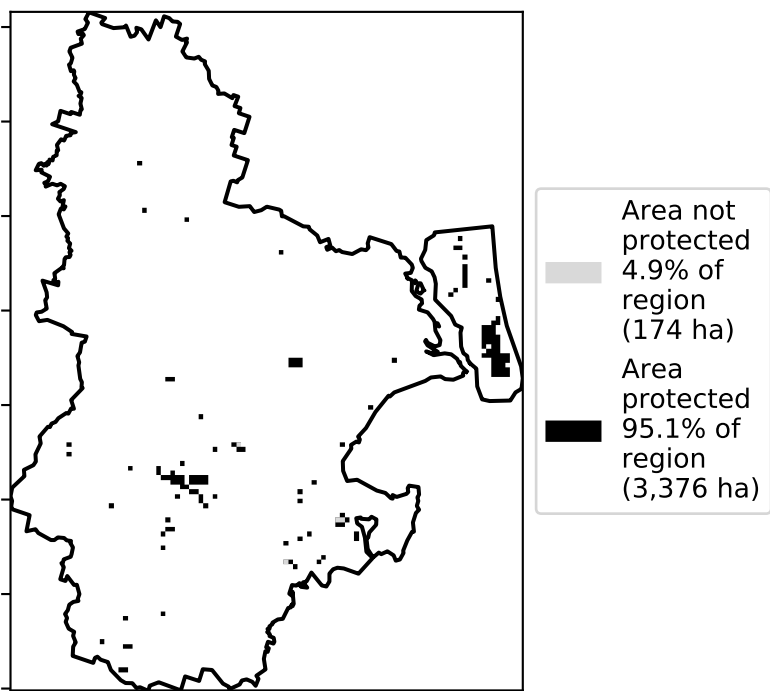 Area not
protected
4.9% of
region
(174 ha)
Area
protected
95.1% of
region
(3,376 ha)